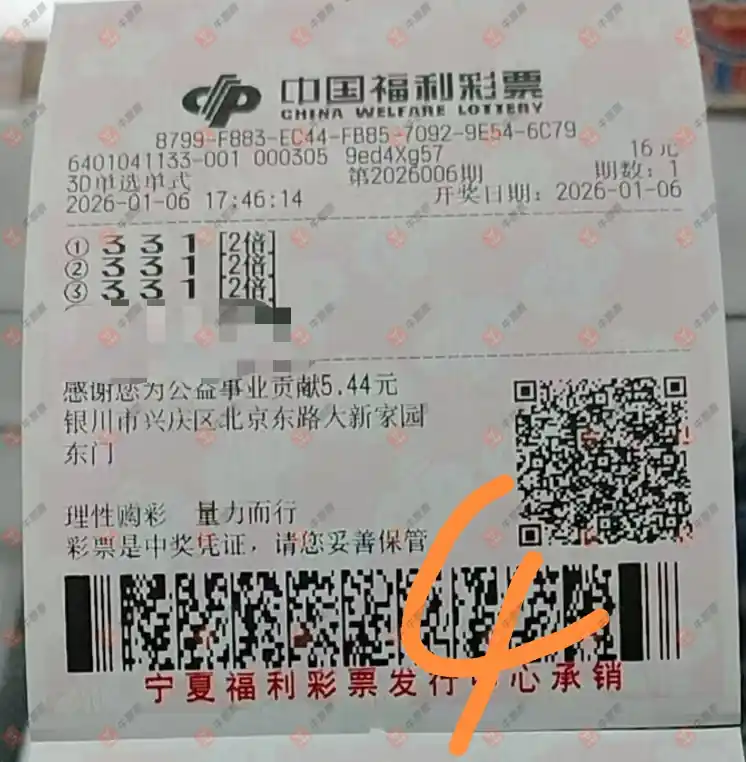 中国福利彩票
CHINA WELFARE LOTTERY
8799-F883-EC44-FB85-7092-9E54-6C79
6401041133-001 000305 9ed4Xg57 16元
3D单选单式 第2026006期 期数:1
2026-01-06 17:46:14 开奖日期:2026-01-06
① 3 3 1 [2倍]
② 3 3 1 [2倍]
③ 3 3 1 [2倍]
感谢您为公益事业贡献5.44元
银川市兴庆区北京东路大新家园
东门
理性购彩 量力而行
彩票是中奖凭证，请您妥善保管
4
宁夏福利彩票发行中心承销